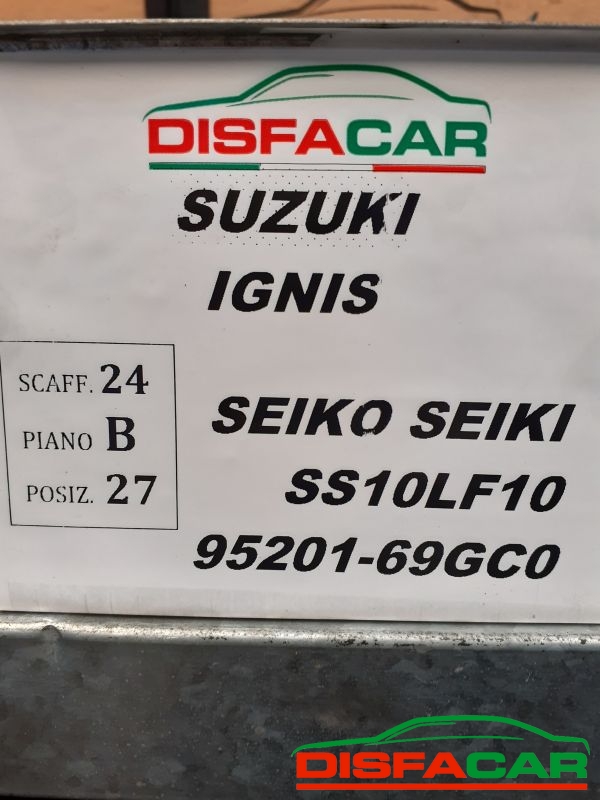 DISFACAR
SUZUKI
IGNIS
SCAFF. 24
PIANO B
POSIZ. 27
SEIKO SEIKI
SS10LF10
95201-69GC0
DISFACAR